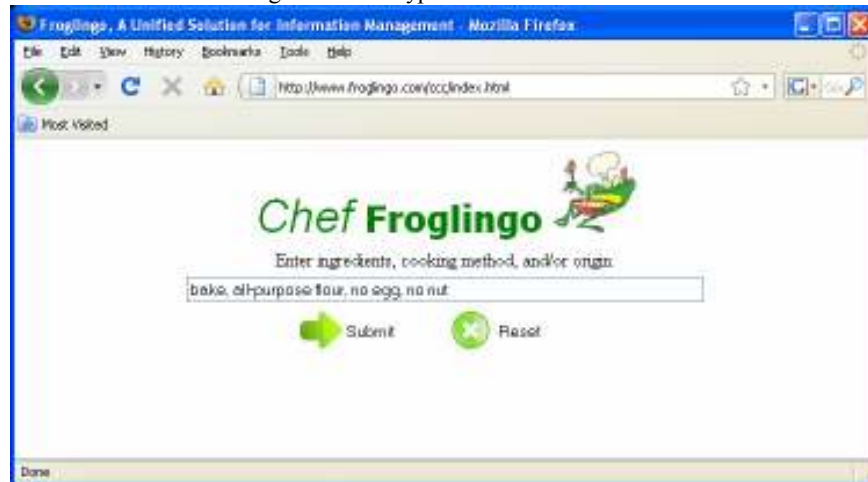 Froglingo, A Unified Solution for Information Management - Mozilla Firefox
File Edit View History Bookmarks Tools Help
http://www.froglingo.com/ccc/index.html
Most Visited
Chef Froglingo
Enter ingredients, cooking method, and/or origin
bake, all-purpose flour, no egg, no nut
Submit Reset
Done